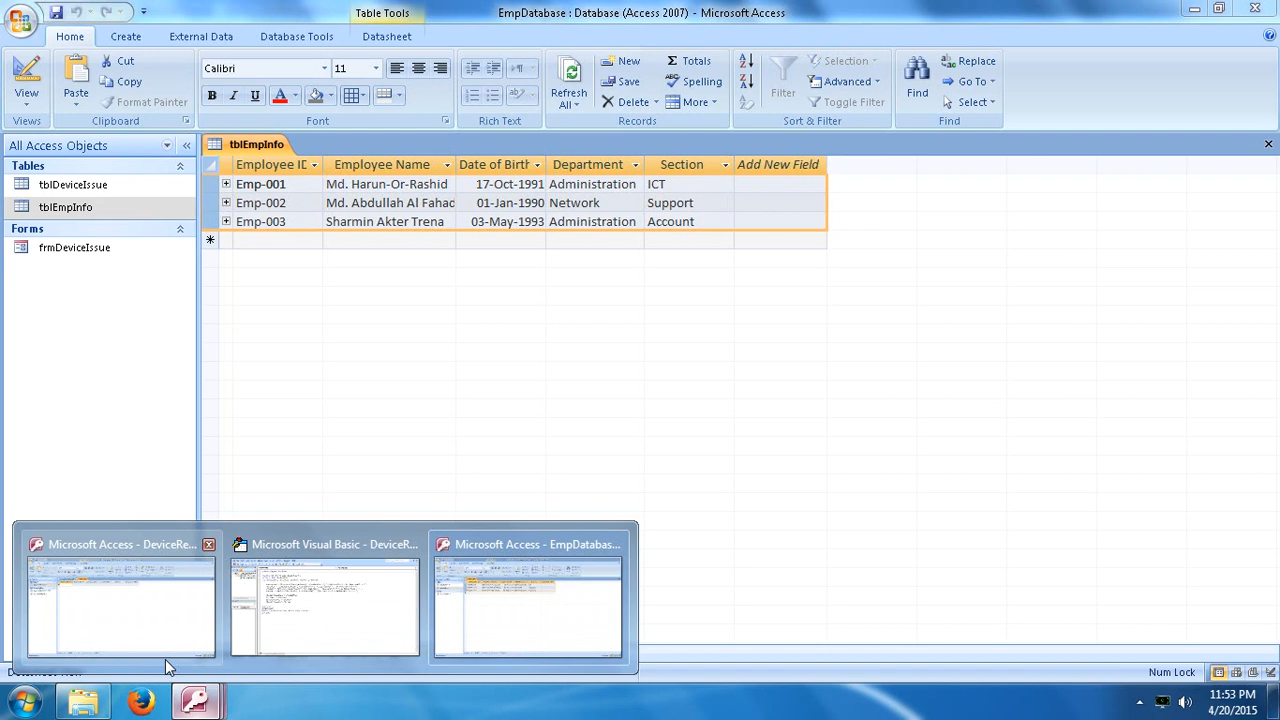 Table Tools
EmpDatabase : Database (Access 2007) - Microsoft Access
Home Create External Data Database Tools Datasheet
View
Views
Paste
Cut
Copy
Format Painter
Clipboard
Calibri 11
B I U A
Font
Rich Text
Refresh All
New
Save
Delete
Totals
Spelling
More
Records
Filter
Selection
Advanced
Toggle Filter
Sort & Filter
Find
Replace
Go To
Select
Find
All Access Objects
Tables
tblDeviceIssue
tblEmpInfo
Forms
frmDeviceIssue
tblEmpInfo
Employee ID Employee Name Date of Birth Department Section Add New Field
Emp-001 Md. Harun-Or-Rashid 17-Oct-1991 Administration ICT
Emp-002 Md. Abdullah Al Fahad 01-Jan-1990 Network Support
Emp-003 Sharmin Akter Trena 03-May-1993 Administration Account
Microsoft Access - DeviceRe...
Microsoft Visual Basic - DeviceR...
Microsoft Access - EmpDatabas...
Num Lock
11:53 PM
4/20/2015